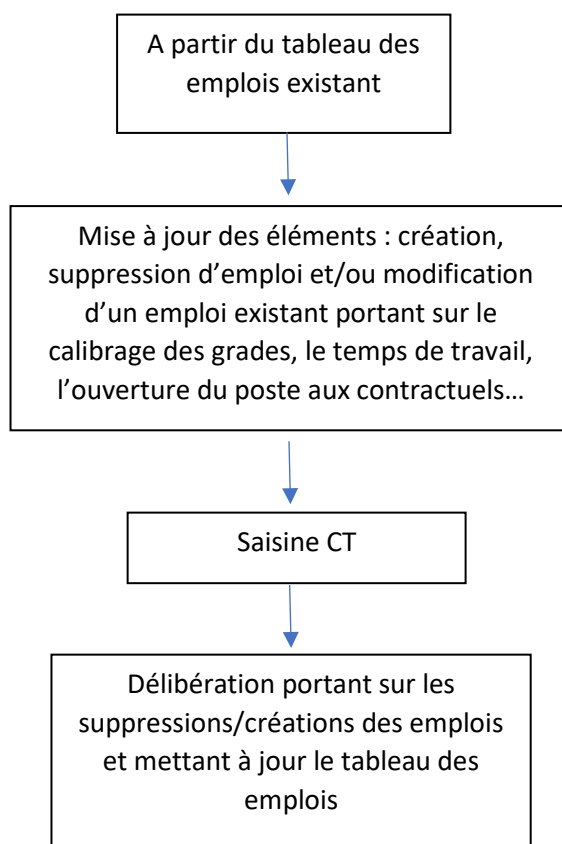 A partir du tableau des
emplois existant
Mise à jour des éléments : création,
suppression d’emploi et/ou modification
d’un emploi existant portant sur le
calibrage des grades, le temps de travail,
l’ouverture du poste aux contractuels…
Saisine CT
Délibération portant sur les
suppressions/créations des emplois
et mettant à jour le tableau des
emplois